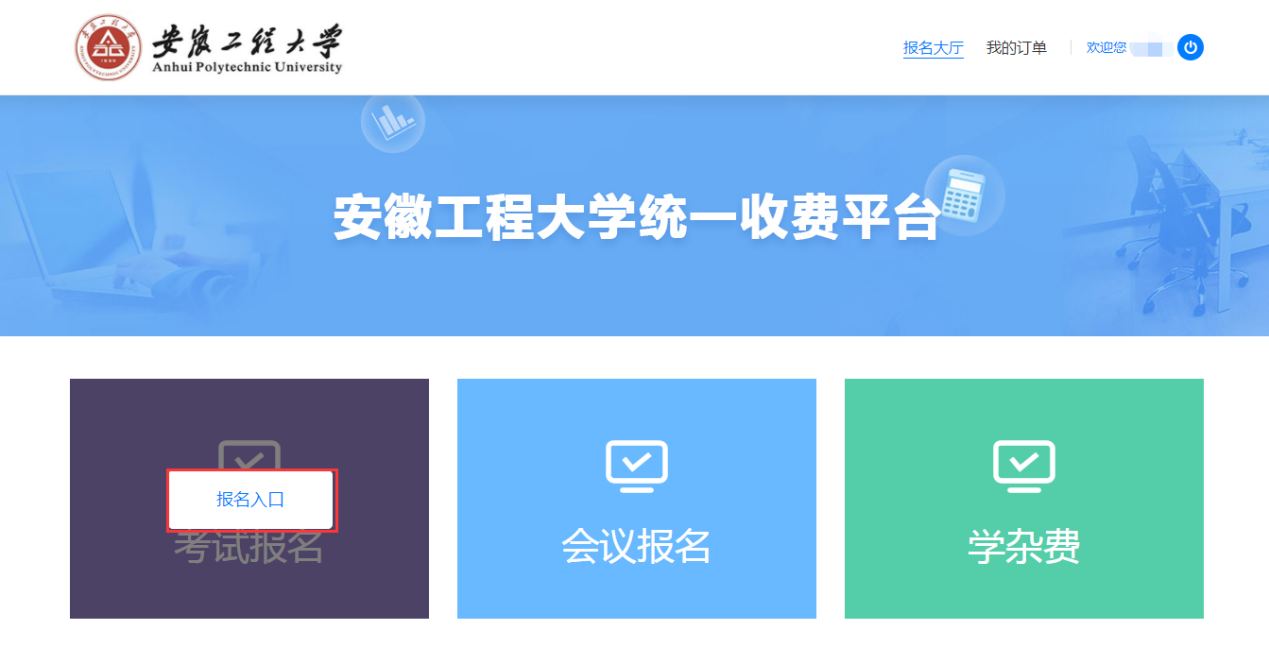 安徽工程大学
Anhui Polytechnic University
报名大厅
我的订单
欢迎您
安徽工程大学统一收费平台
报名入口
考试报名
会议报名
学杂费